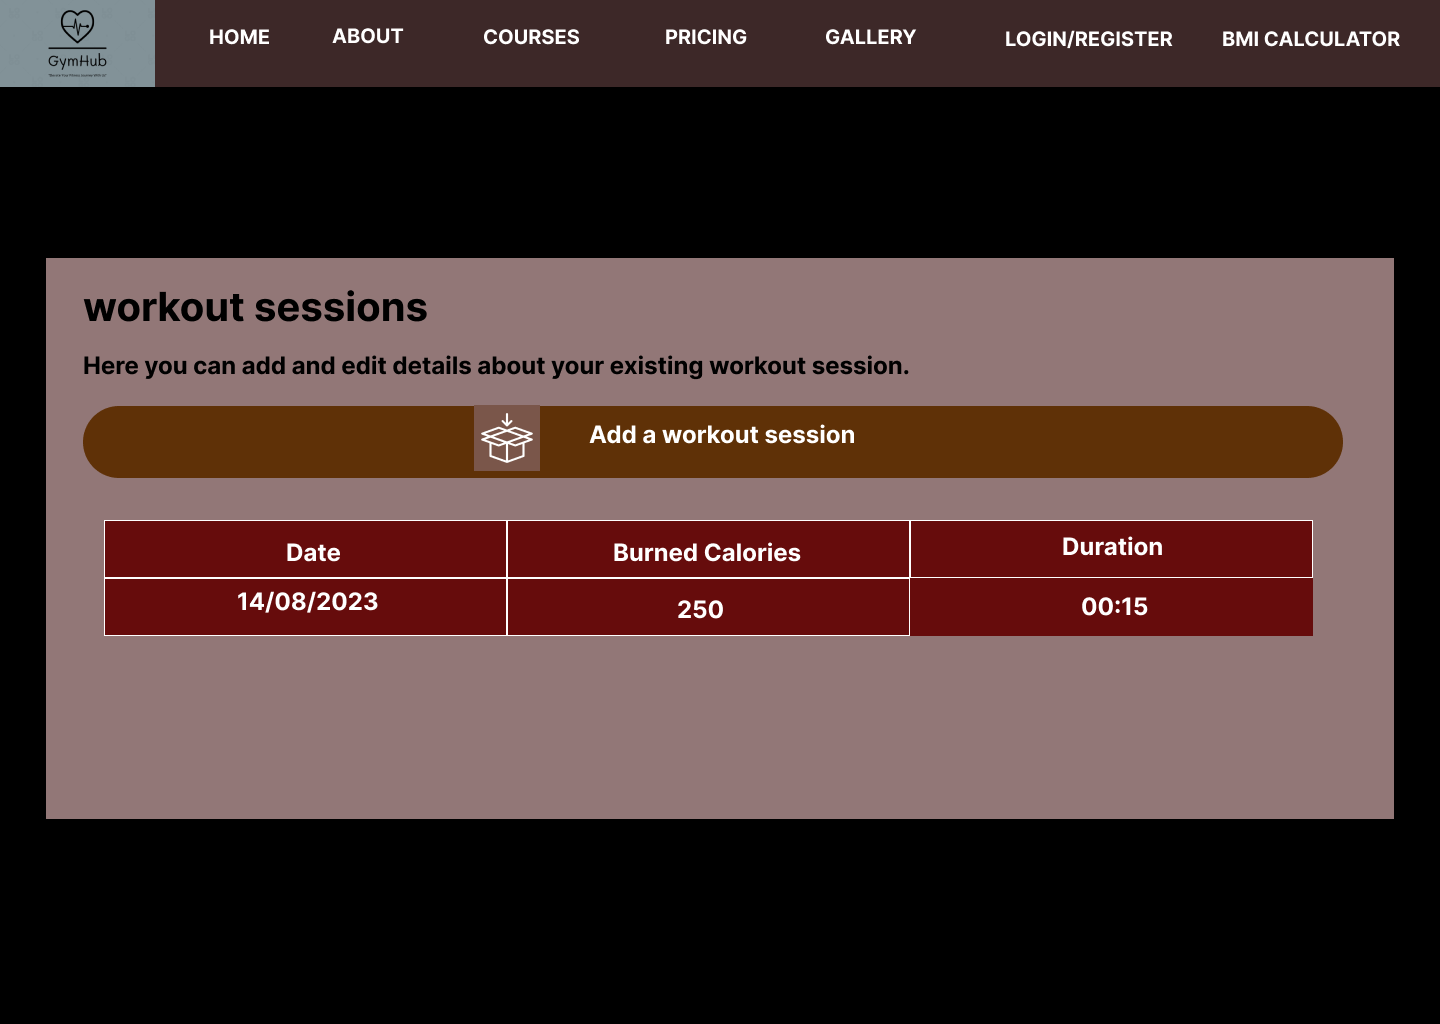 HOME ABOUT COURSES PRICING GALLERY LOGIN/REGISTER BMI CALCULATOR
GymHub
workout sessions
Here you can add and edit details about your existing workout session.
Add a workout session
Date Burned Calories Duration
14/08/2023 250 00:15